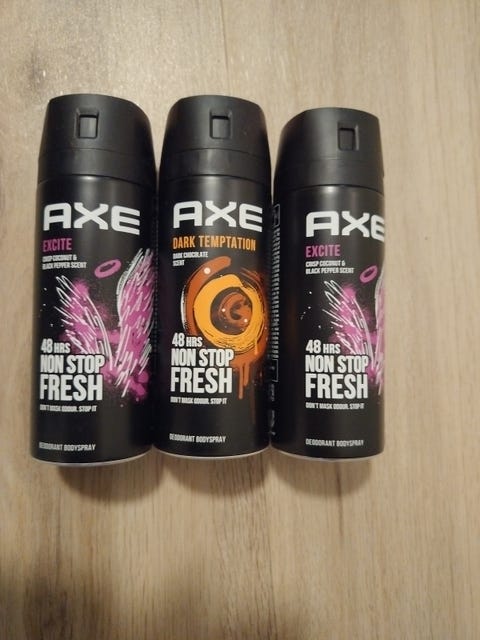 AXE
EXCITE
CRISP COCONUT &
BLACK PEPPER SCENT
48 HRS
NON STOP
FRESH
DON'T MASK ODOUR. STOP IT
DEODORANT BODYSPRAY
AXE
DARK TEMPTATION
DARK CHOCOLATE
SCENT
48 HRS
NON STOP
FRESH
DON'T MASK ODOUR. STOP IT
DEODORANT BODYSPRAY
AXE
EXCITE
CRISP COCONUT &
BLACK PEPPER SCENT
48 HRS
NON STOP
FRESH
DON'T MASK ODOUR. STOP IT
DEODORANT BODYSPRAY